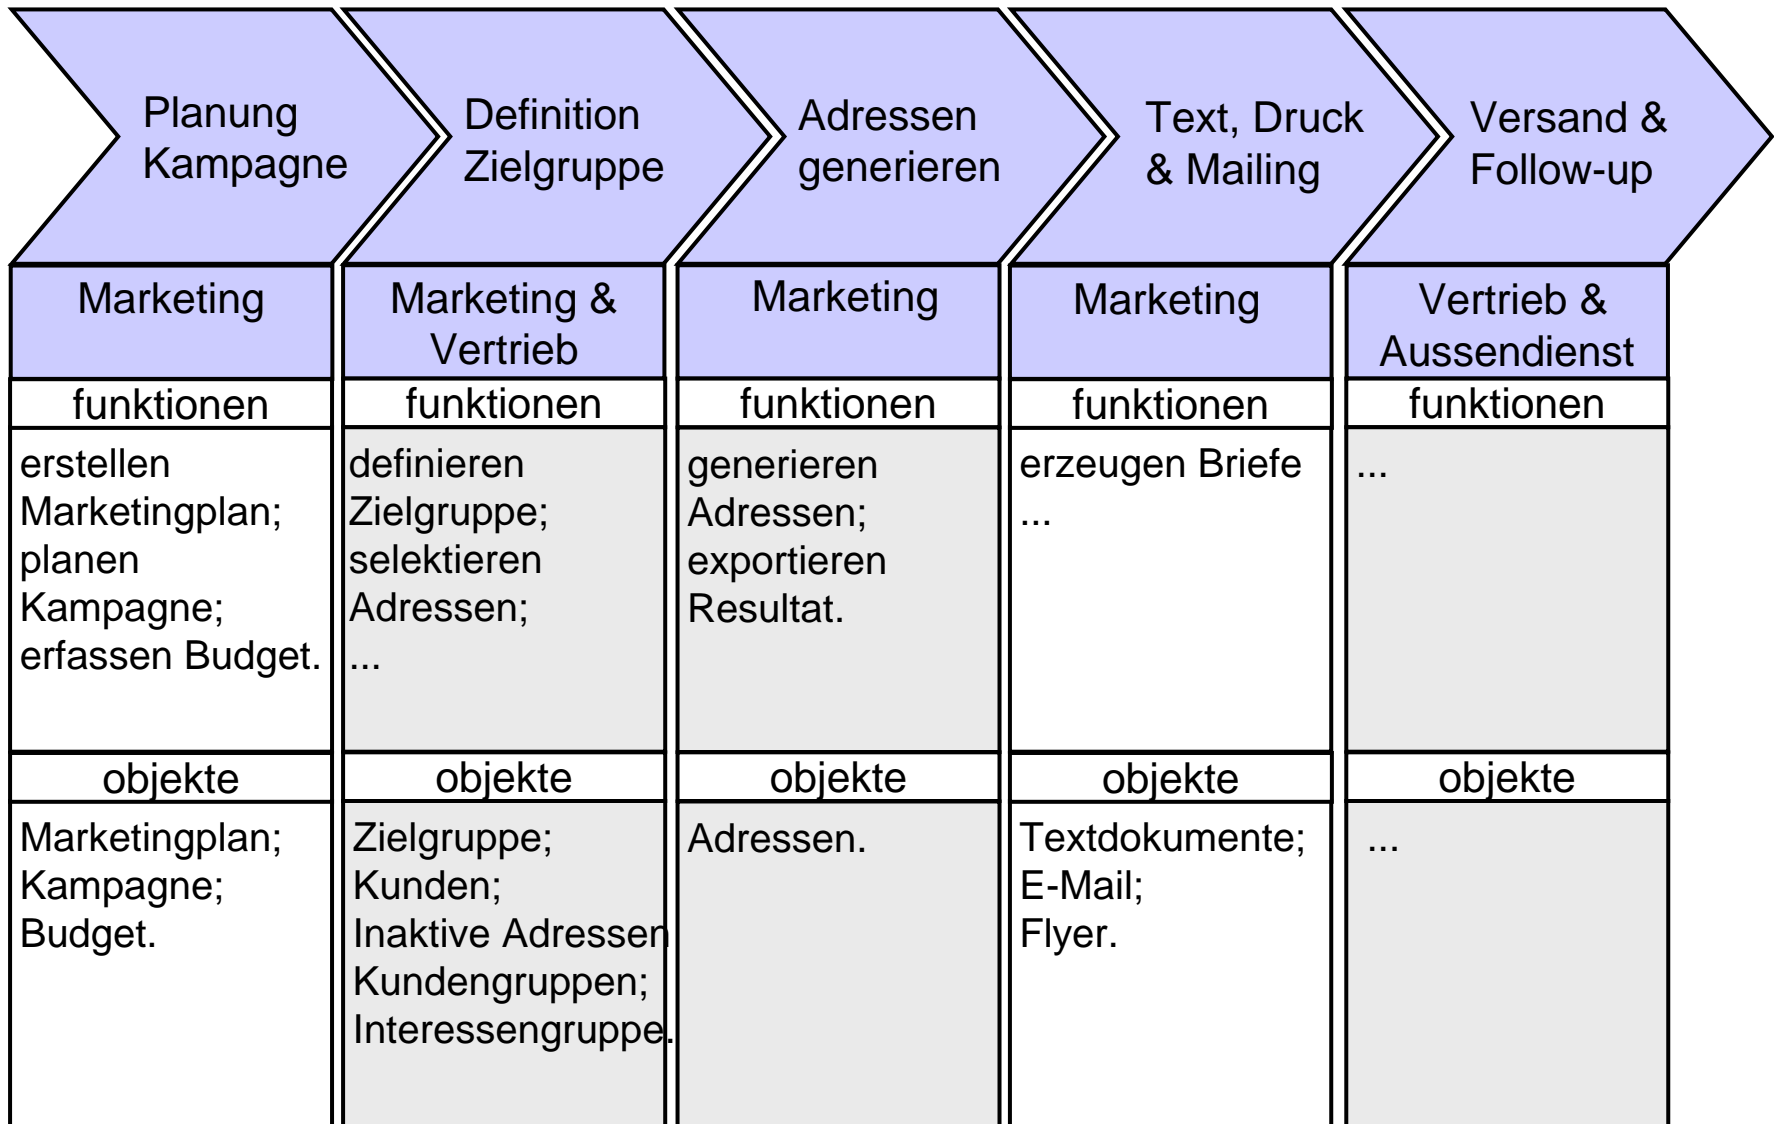 Planung
Kampagne
Definition
Zielgruppe
Adressen
generieren
Text, Druck
& Mailing
Versand &
Follow-up
Marketing
Marketing &
Vertrieb
Marketing
Marketing
Vertrieb &
Aussendienst
funktionen
funktionen
funktionen
funktionen
funktionen
erstellen
Marketingplan;
planen
Kampagne;
erfassen Budget.
definieren
Zielgruppe;
selektieren
Adressen;
...
generieren
Adressen;
exportieren
Resultat.
erzeugen Briefe
...
...
objekte
objekte
objekte
objekte
objekte
Marketingplan;
Kampagne;
Budget.
Zielgruppe;
Kunden;
Inaktive Adressen
Kundengruppen;
Interessengruppe.
Adressen.
Textdokumente;
E-Mail;
Flyer.
...